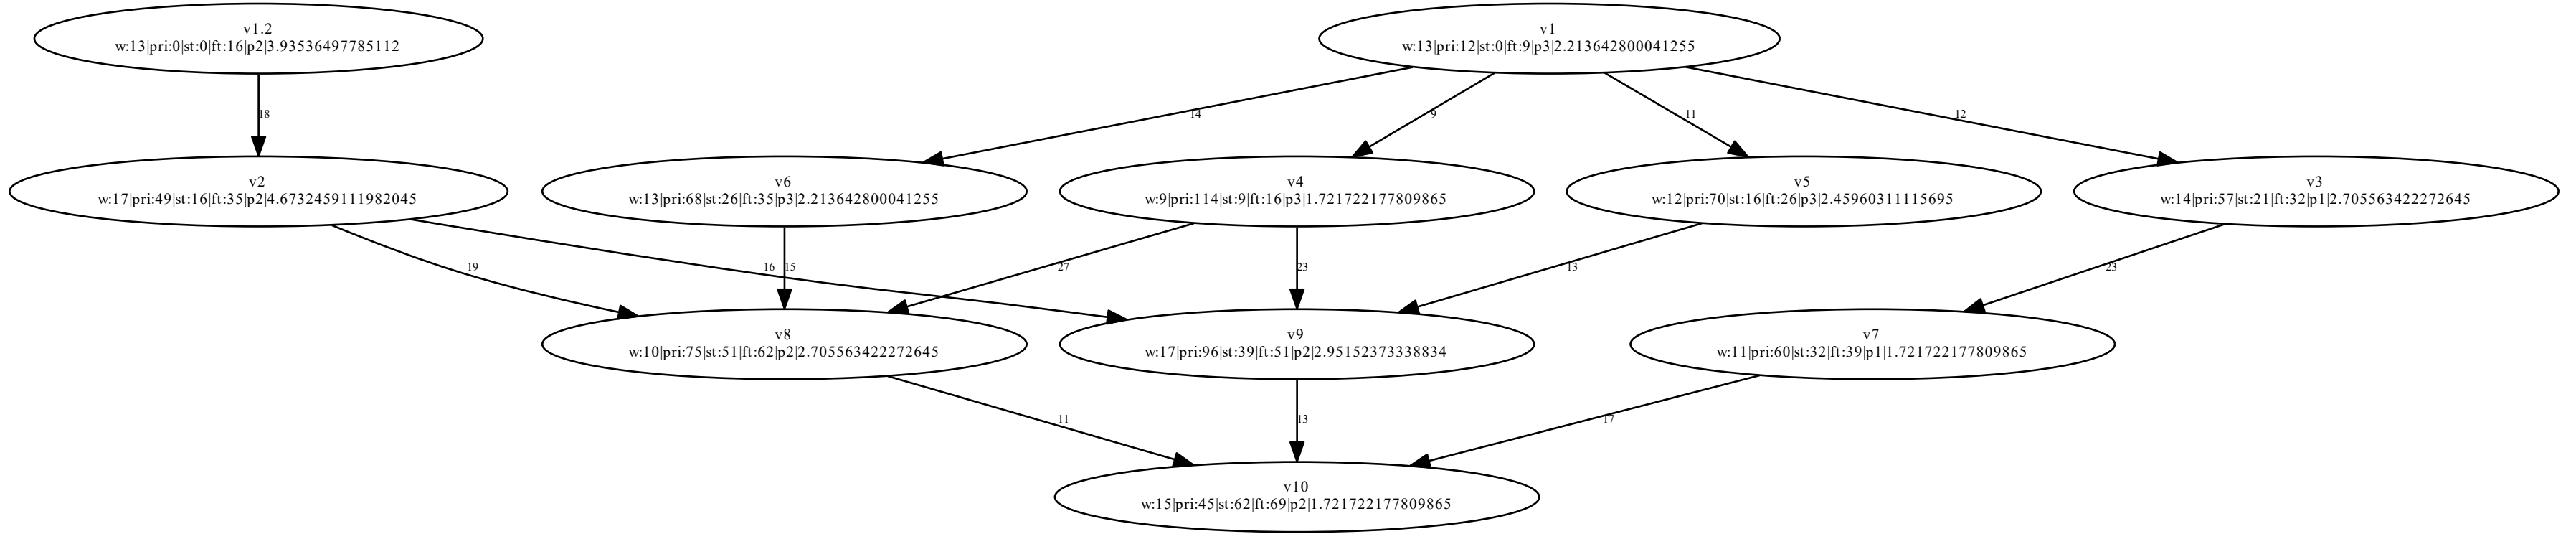 v1.2
w:13|pri:0|st:0|ft:16|p2|3.93536497785112
v1
w:13|pri:12|st:0|ft:9|p3|2.213642800041255
18
14
9
11
12
v2
w:17|pri:49|st:16|ft:35|p2|4.6732459111982045
v6
w:13|pri:68|st:26|ft:35|p3|2.213642800041255
v4
w:9|pri:114|st:9|ft:16|p3|1.721722177809865
v5
w:12|pri:70|st:16|ft:26|p3|2.45960311115695
v3
w:14|pri:57|st:21|ft:32|p1|2.705563422272645
19
16
15
27
23
13
23
v8
w:10|pri:75|st:51|ft:62|p2|2.705563422272645
v9
w:17|pri:96|st:39|ft:51|p2|2.95152373338834
v7
w:11|pri:60|st:32|ft:39|p1|1.721722177809865
11
13
17
v10
w:15|pri:45|st:62|ft:69|p2|1.721722177809865